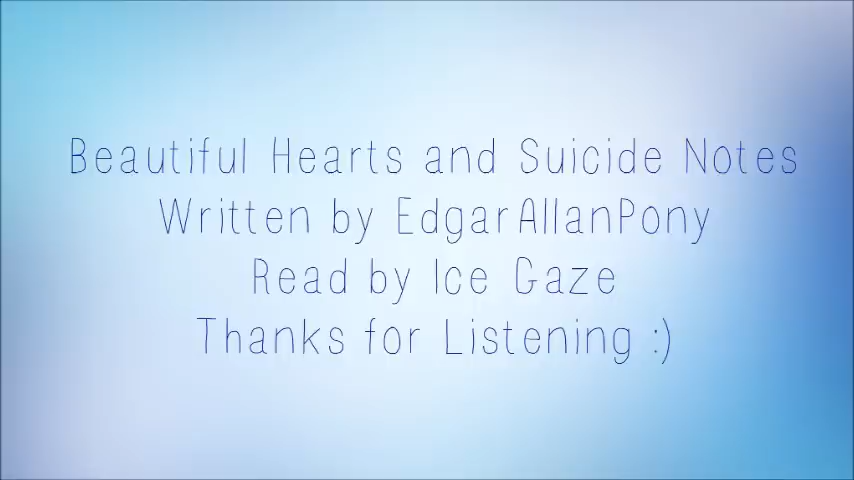 Beautiful Hearts and Suicide Notes
Written by EdgarAllanPony
Read by Ice Gaze
Thanks for Listening :)